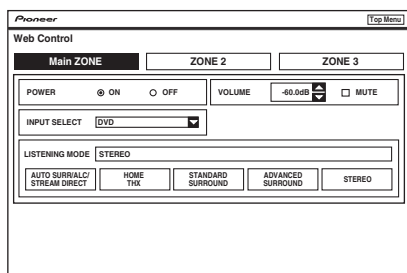 Pioneer
Top Menu
Web Control
Main ZONE
ZONE 2
ZONE 3
POWER ON OFF
VOLUME -60.0dB MUTE
INPUT SELECT DVD
LISTENING MODE STEREO
AUTO SURR/ALC/
STREAM DIRECT
HOME
THX
STANDARD
SURROUND
ADVANCED
SURROUND
STEREO